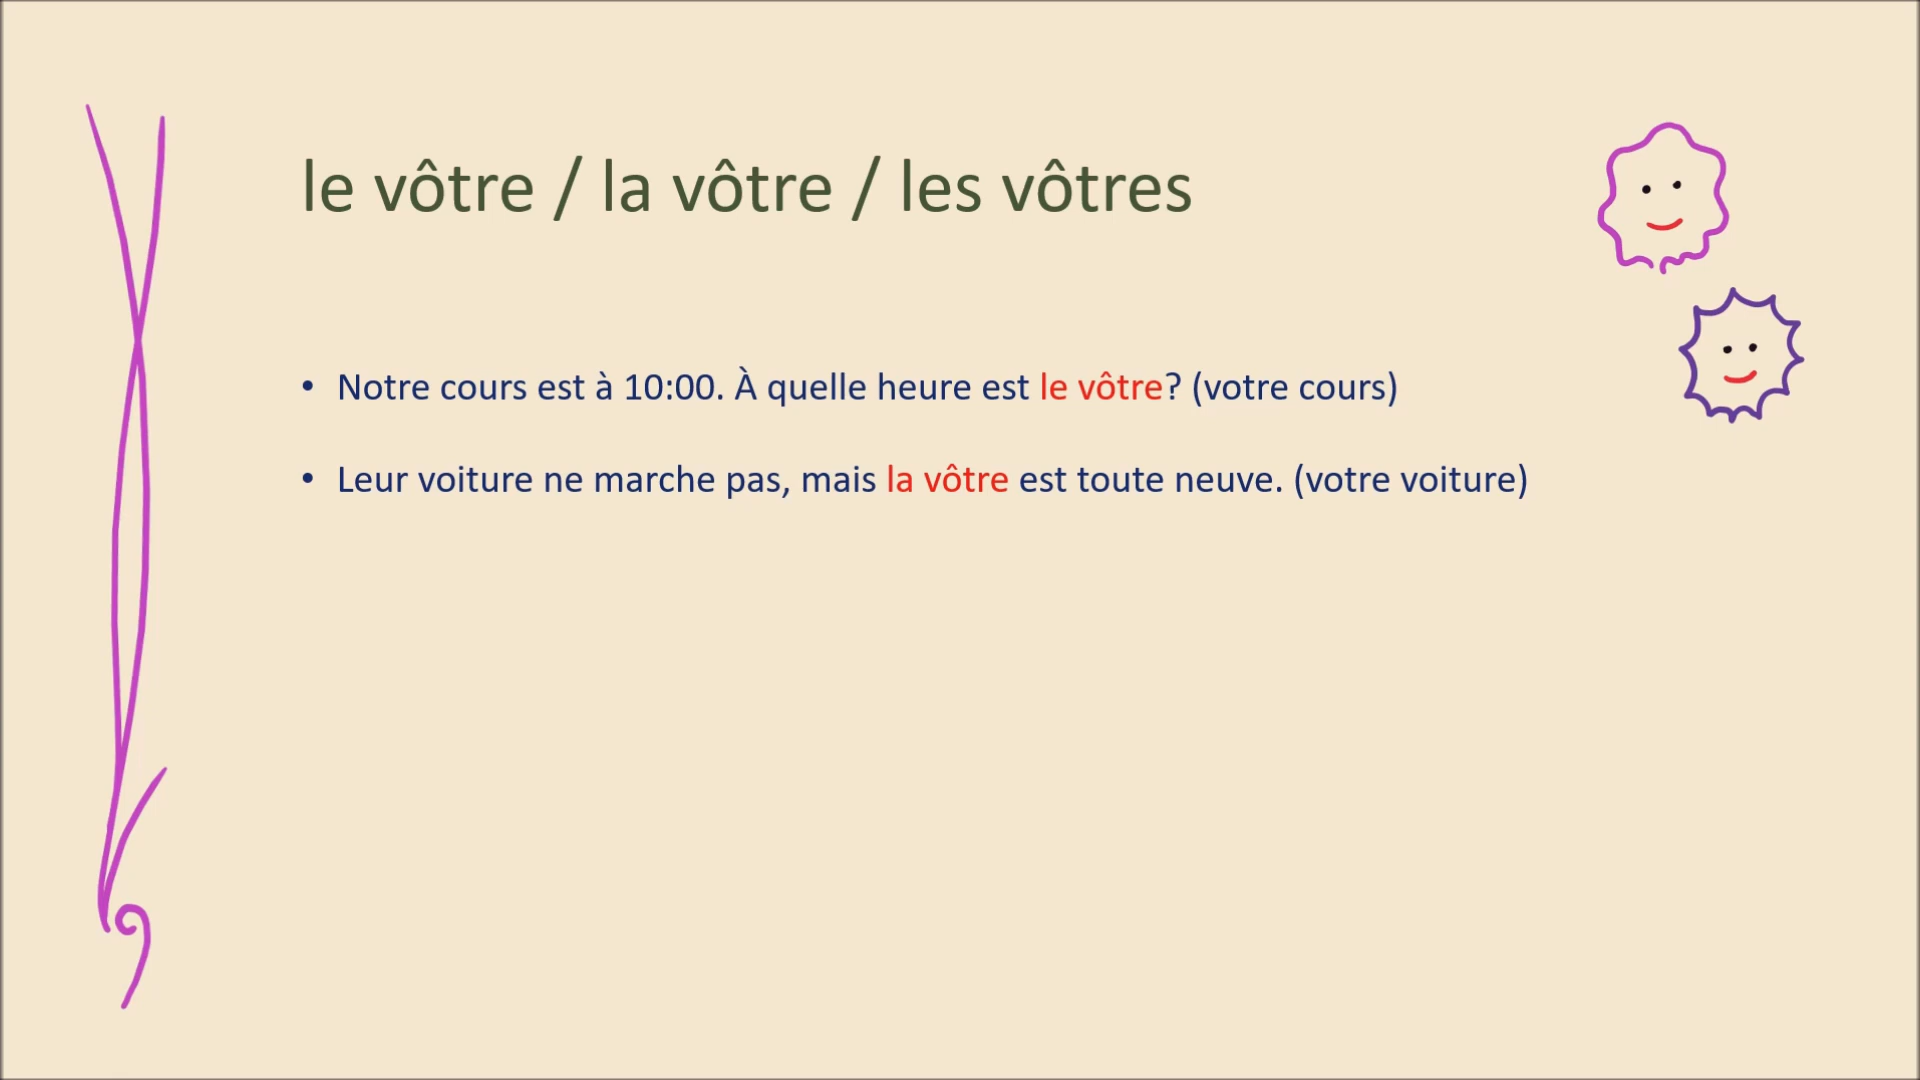 le vôtre / la vôtre / les vôtres
• Notre cours est à 10:00. À quelle heure est le vôtre? (votre cours)
• Leur voiture ne marche pas, mais la vôtre est toute neuve. (votre voiture)